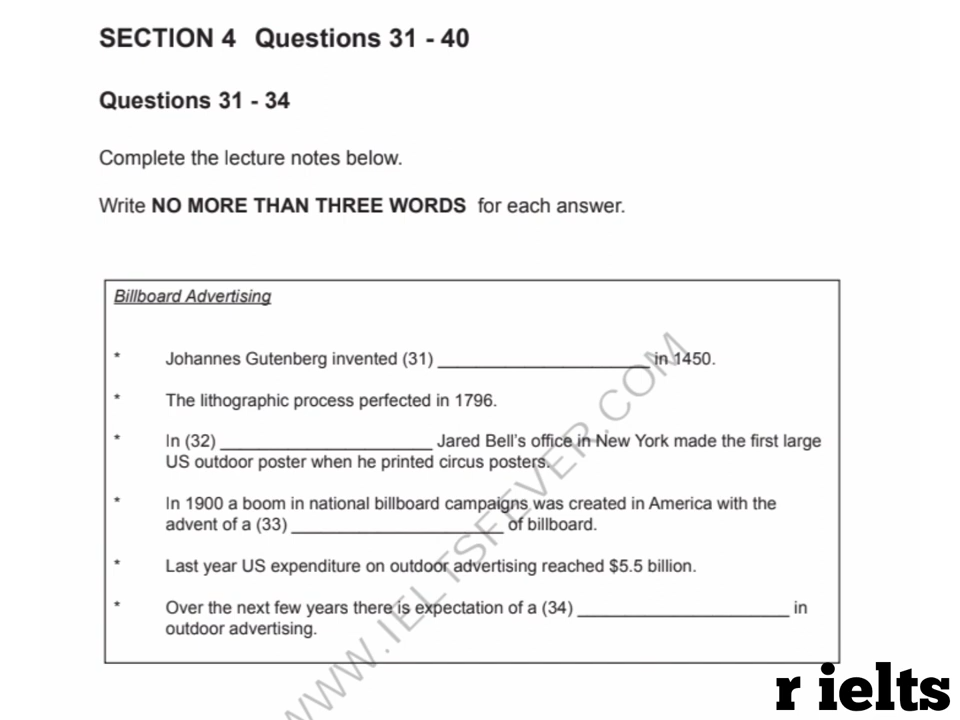 SECTION 4 Questions 31 - 40
Questions 31 - 34
Complete the lecture notes below.
Write NO MORE THAN THREE WORDS for each answer.
Billboard Advertising
* Johannes Gutenberg invented (31) ______________________ in 1450.
* The lithographic process perfected in 1796.
* In (32) ______________________ Jared Bell's office in New York made the first large
US outdoor poster when he printed circus posters.
* In 1900 a boom in national billboard campaigns was created in America with the
advent of a (33) ______________________ of billboard.
* Last year US expenditure on outdoor advertising reached $5.5 billion.
* Over the next few years there is expectation of a (34) ______________________ in
outdoor advertising.
WWW.IELTSFEVER.COM
r ielts